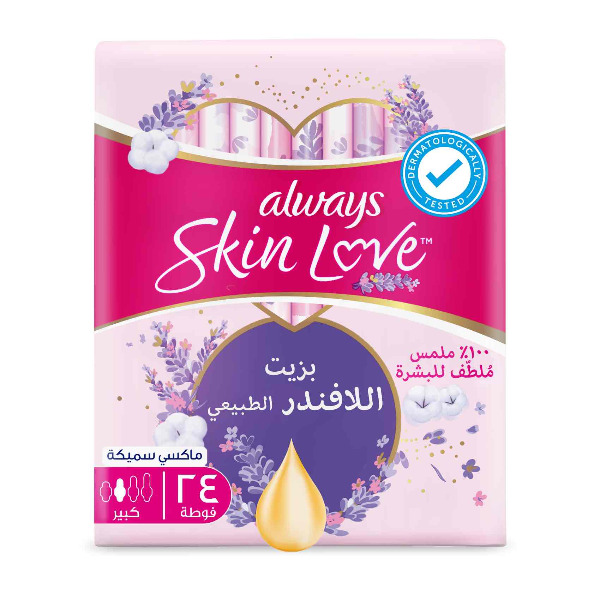 always
Skin Love™
DERMATOLOGICALLY
TESTED
١٠٠٪ ملمس
مُلطّف للبشرة
بزيت
اللافندر الطبيعي
ماكسي سميكة
٢٤
فوطة
كبير